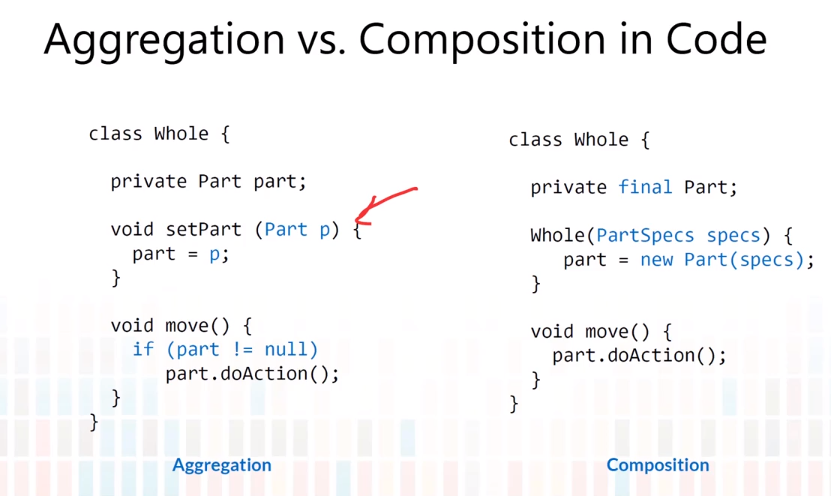 Aggregation vs. Composition in Code
class Whole {
private Part part;
void setPart (Part p) {
part = p;
}
void move() {
if (part != null)
part.doAction();
}
}
Aggregation
class Whole {
private final Part;
Whole(PartSpecs specs) {
part = new Part(specs);
}
void move() {
part.doAction();
}
}
Composition